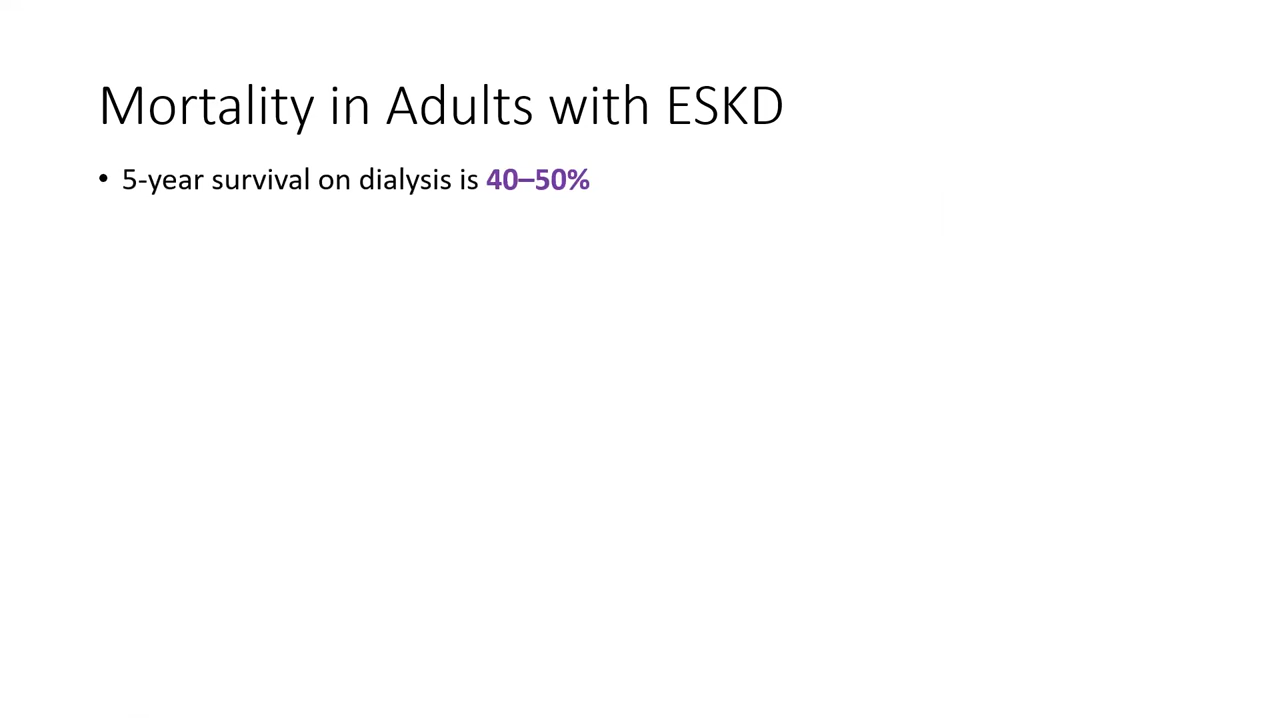 Mortality in Adults with ESKD
• 5-year survival on dialysis is 40–50%